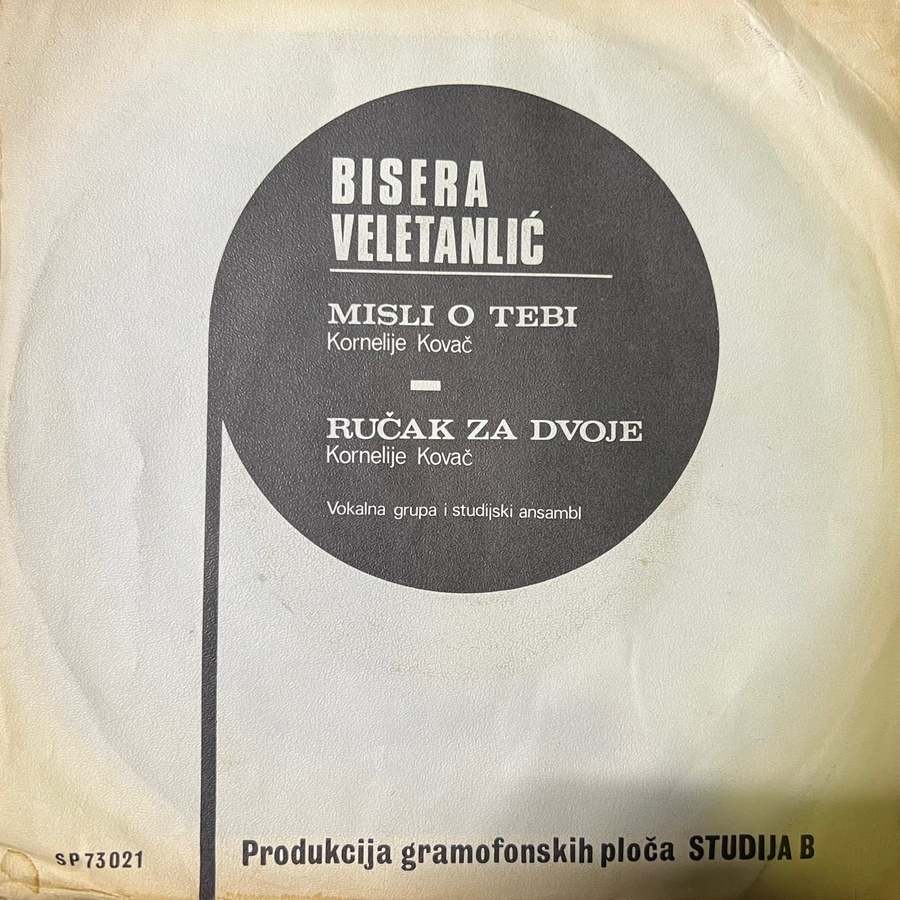 BISERA
VELETANLIĆ
MISLI O TEBI
Kornelije Kovač
RUČAK ZA DVOJE
Kornelije Kovač
Vokalna grupa i studijski ansambl
SP 73021
Produkcija gramofonskih ploča STUDIJA B